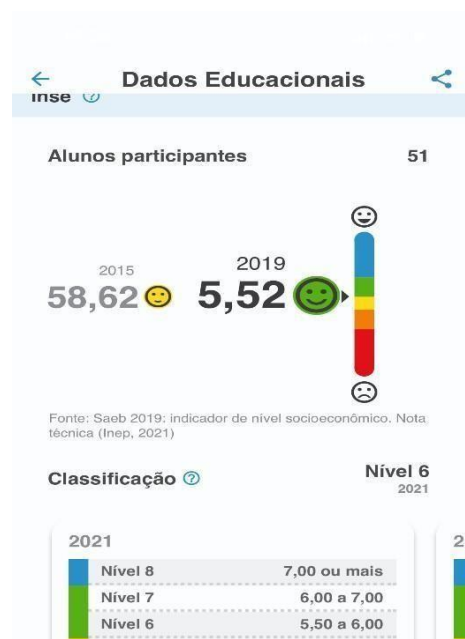 Dados Educacionais
Inse ?
Alunos participantes 51
2015
2019
58,62
5,52
Fonte: Saeb 2019: indicador de nível socioeconômico. Nota
técnica (Inep, 2021)
Classificação ? Nível 6
2021
2021
2
Nível 8 7,00 ou mais
Nível 7 6,00 a 7,00
Nível 6 5,50 a 6,00